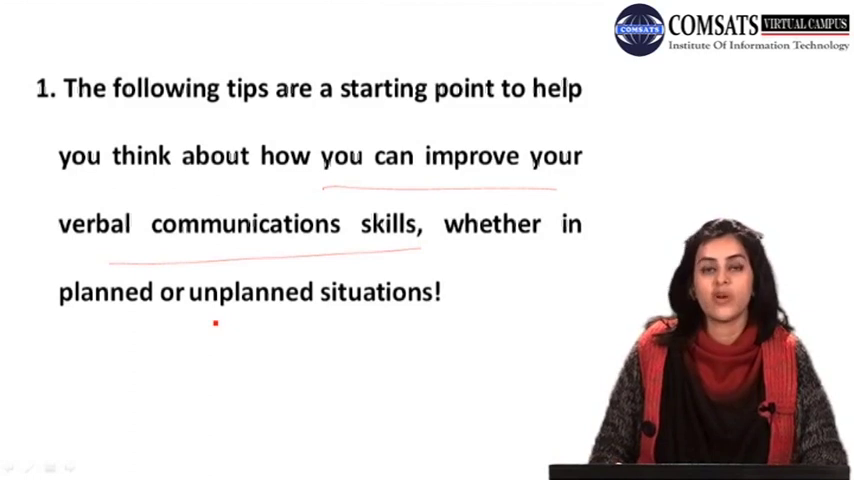 COMSATS VIRTUAL CAMPUS
COMSATS
Institute Of Information Technology
1. The following tips are a starting point to help
you think about how you can improve your
verbal communications skills, whether in
planned or unplanned situations!